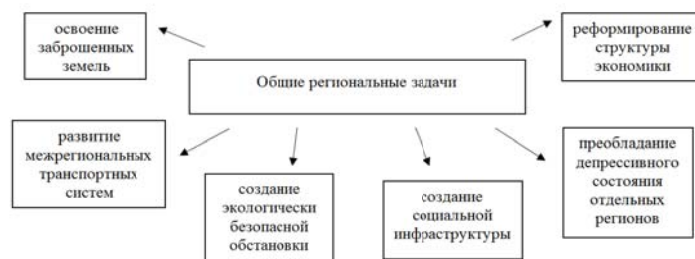 освоение
заброшенных
земель
реформирование
структуры
экономики
Общие региональные задачи
развитие
межрегиональных
транспортных
систем
создание
экологически
безопасной
обстановки
создание
социальной
инфраструктуры
преобладание
депрессивного
состояния
отдельных
регионов